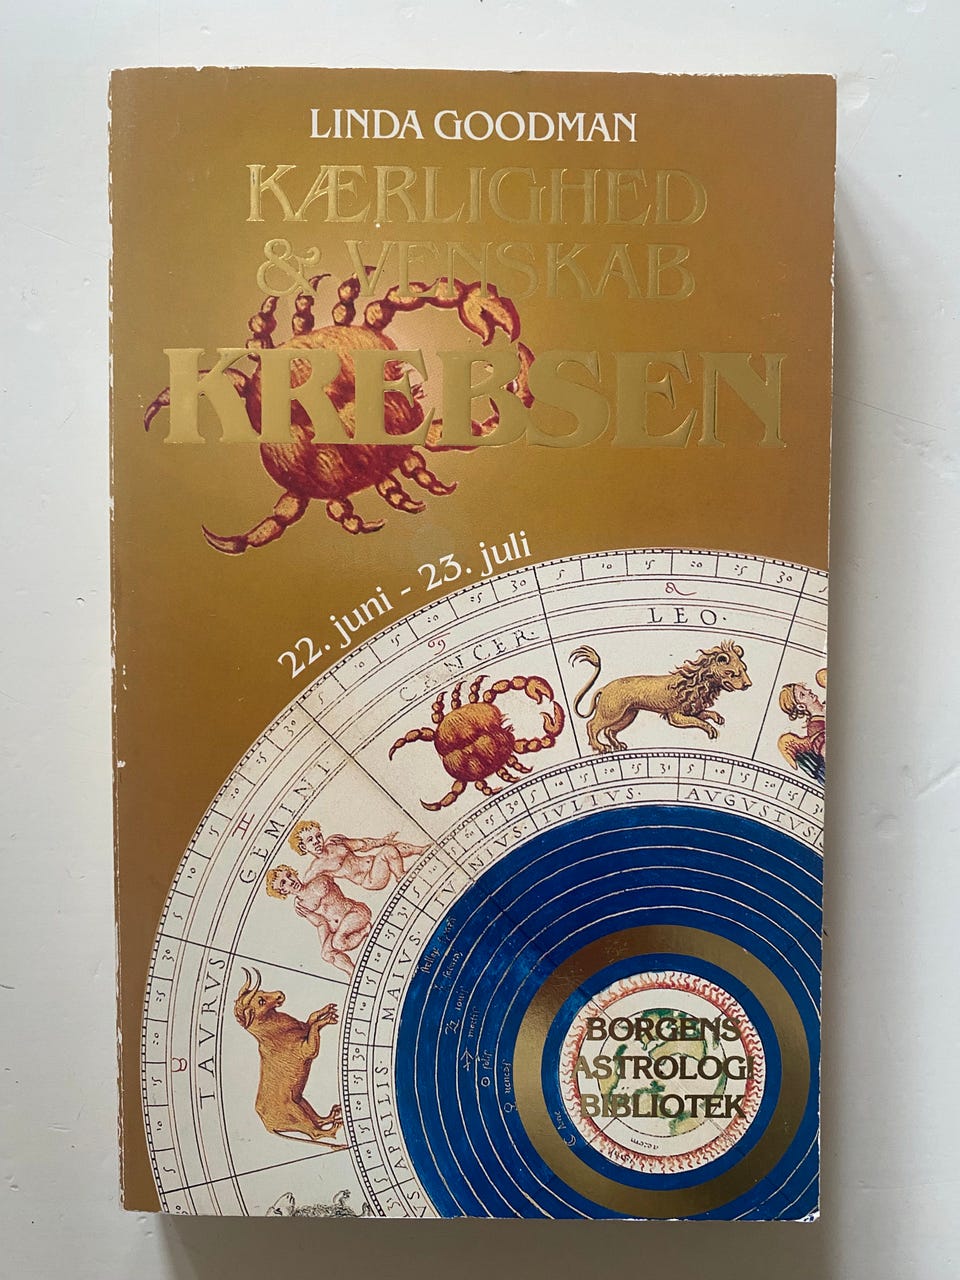 LINDA GOODMAN
KÆRLIGHED
& VENSKAB
KREBSEN
22. juni - 23. juli
LEO.
CANCER.
GEMINI
TAVRVS
IVNIVS.
IVLIVS.
AVGVSTVS
MAIVS.
APRILIS.
BORGENS
ASTROLOGI
BIBLIOTEK